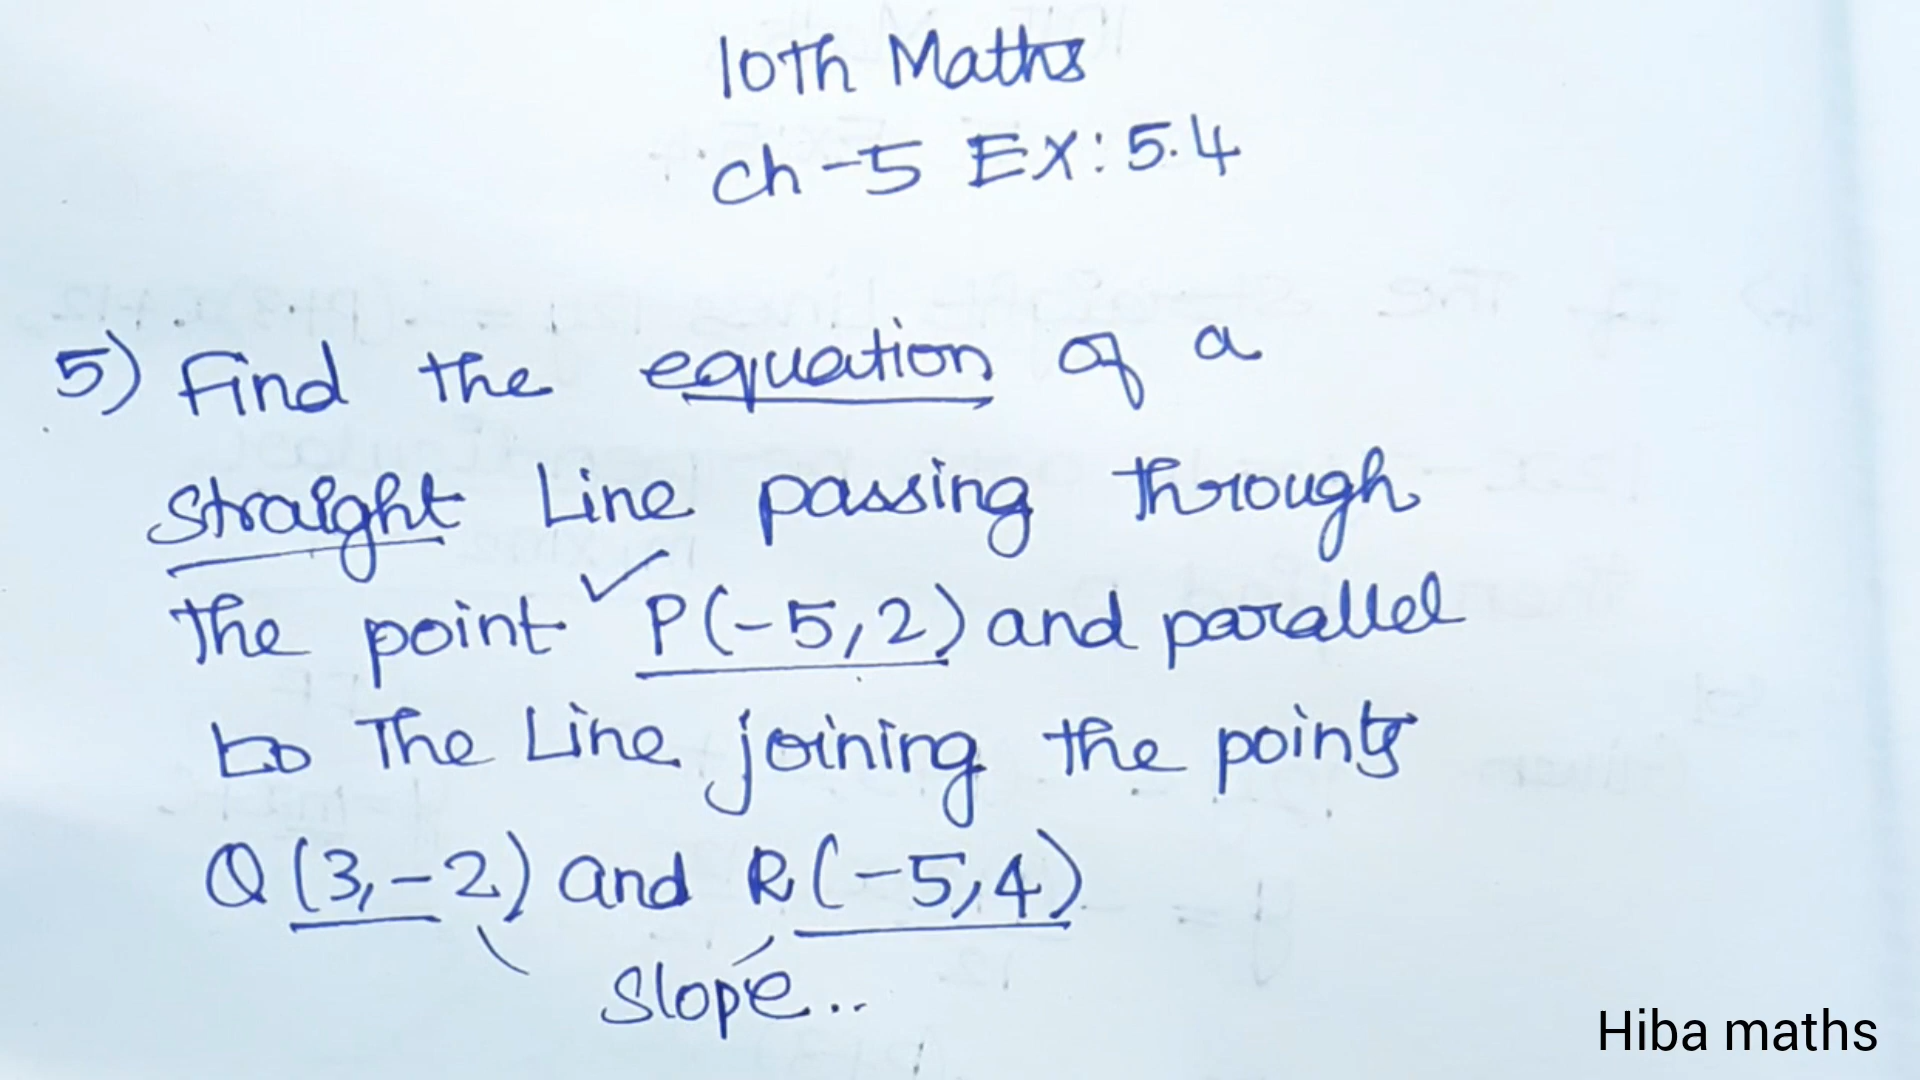 10th Maths
ch-5 EX: 5.4
5) Find the equation of a
straight Line passing through
the point P(-5,2) and parallel
to The Line joining the points
Q(3,-2) and R(-5,4)
slope..
Hiba maths